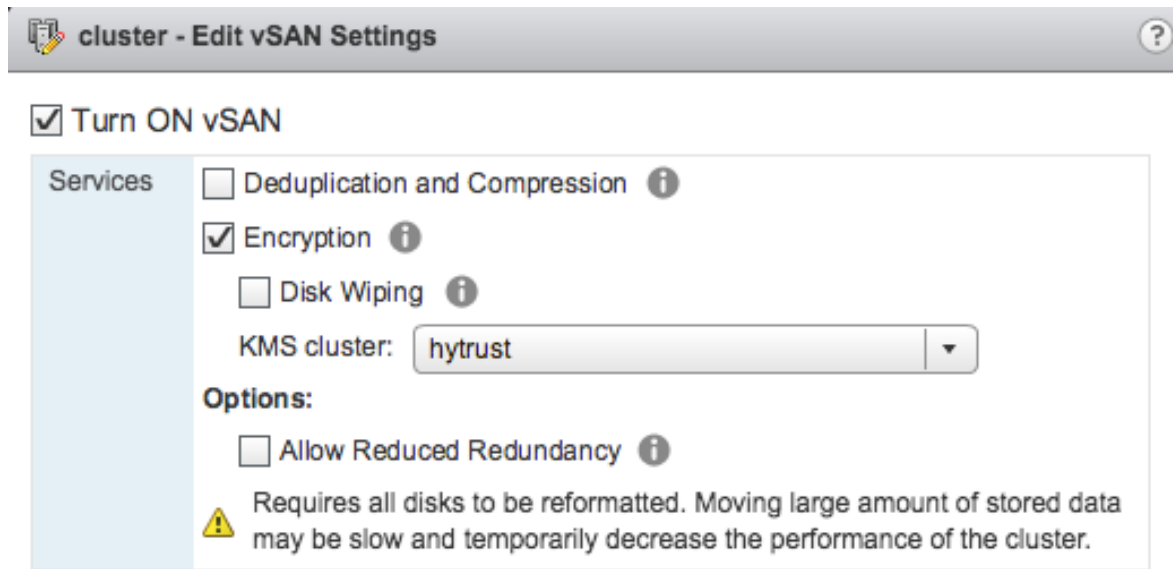 cluster - Edit vSAN Settings
?
Turn ON vSAN
Services
Deduplication and Compression
Encryption
Disk Wiping
KMS cluster: hytrust
Options:
Allow Reduced Redundancy
Requires all disks to be reformatted. Moving large amount of stored data
may be slow and temporarily decrease the performance of the cluster.